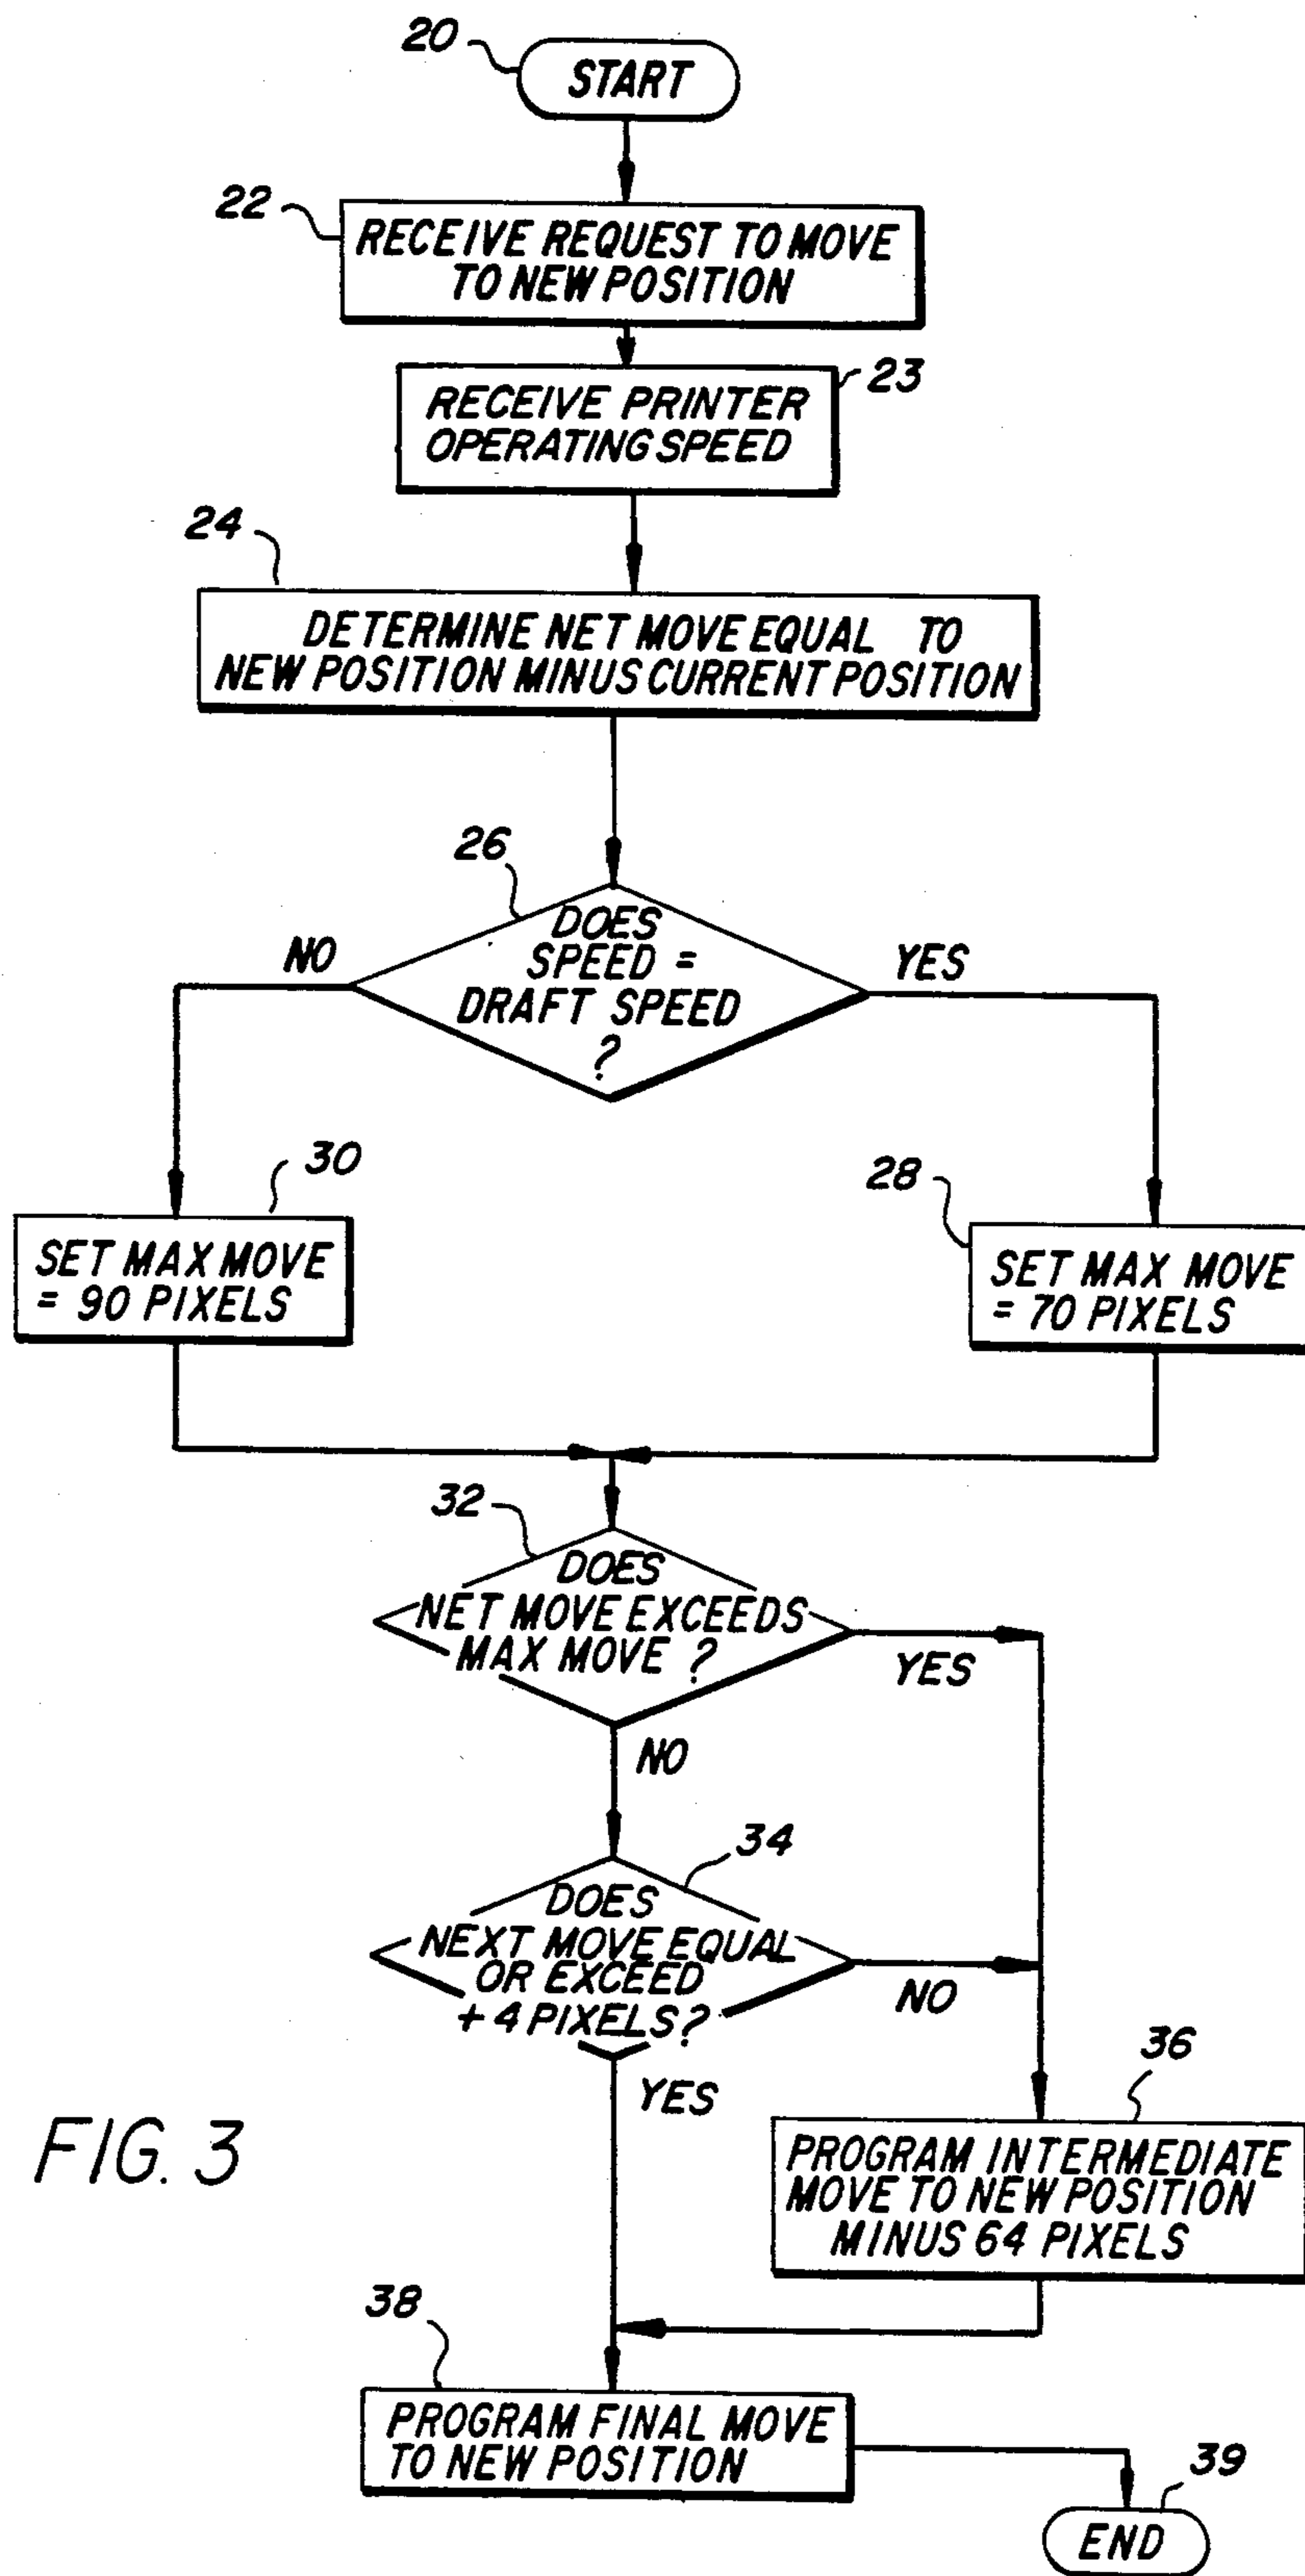 20
START
22
RECEIVE REQUEST TO MOVE
TO NEW POSITION
23
RECEIVE PRINTER
OPERATING SPEED
24
DETERMINE NET MOVE EQUAL TO
NEW POSITION MINUS CURRENT POSITION
26
DOES
SPEED =
DRAFT SPEED
?
NO
YES
30
SET MAX MOVE
= 90 PIXELS
28
SET MAX MOVE
= 70 PIXELS
32
DOES
NET MOVE EXCEEDS
MAX MOVE ?
YES
NO
34
DOES
NEXT MOVE EQUAL
OR EXCEED
+ 4 PIXELS?
NO
YES
36
PROGRAM INTERMEDIATE
MOVE TO NEW POSITION
MINUS 64 PIXELS
FIG. 3
38
PROGRAM FINAL MOVE
TO NEW POSITION
39
END